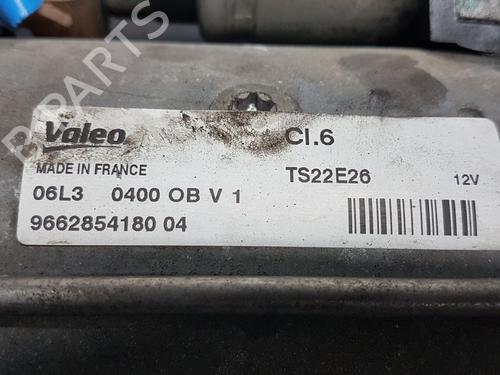 B-PARTS
Valeo
CI.6
MADE IN FRANCE
TS22E26
12V
06L3 0400 OB V 1
9662854180 04